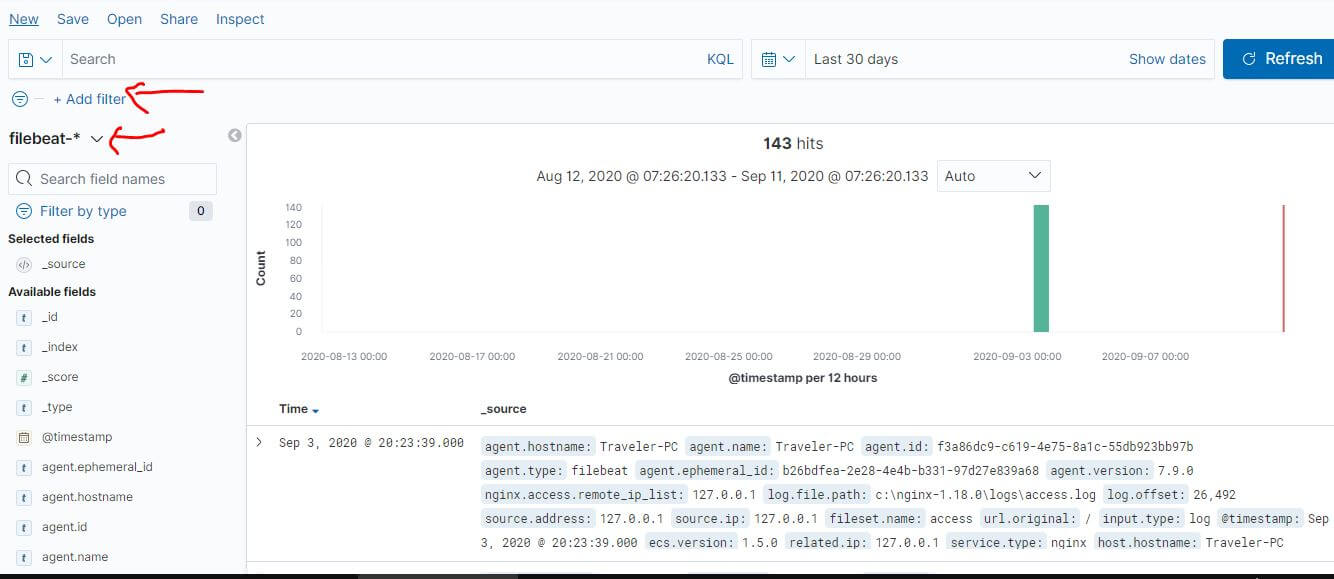 New Save Open Share Inspect
Search KQL Last 30 days Show dates Refresh
+ Add filter
filebeat-*
Search field names
Filter by type 0
Selected fields
_source
Available fields
_id
_index
_score
_type
@timestamp
agent.ephemeral_id
agent.hostname
agent.id
agent.name
143 hits
Aug 12, 2020 @ 07:26:20.133 - Sep 11, 2020 @ 07:26:20.133 Auto
Count
140
120
100
80
60
40
20
0
2020-08-13 00:00 2020-08-17 00:00 2020-08-21 00:00 2020-08-25 00:00 2020-08-29 00:00 2020-09-03 00:00 2020-09-07 00:00
@timestamp per 12 hours
Time _source
Sep 3, 2020 @ 20:23:39.000 agent.hostname: Traveler-PC agent.name: Traveler-PC agent.id: f3a86dc9-c619-4e75-8a1c-55db923bb97b
agent.type: filebeat agent.ephemeral_id: b26bdfea-2e28-4e4b-b331-97d27e839a68 agent.version: 7.9.0
nginx.access.remote_ip_list: 127.0.0.1 log.file.path: c:\nginx-1.18.0\logs\access.log log.offset: 26,492
source.address: 127.0.0.1 source.ip: 127.0.0.1 fileset.name: access url.original: / input.type: log @timestamp: Sep
3, 2020 @ 20:23:39.000 ecs.version: 1.5.0 related.ip: 127.0.0.1 service.type: nginx host.hostname: Traveler-PC